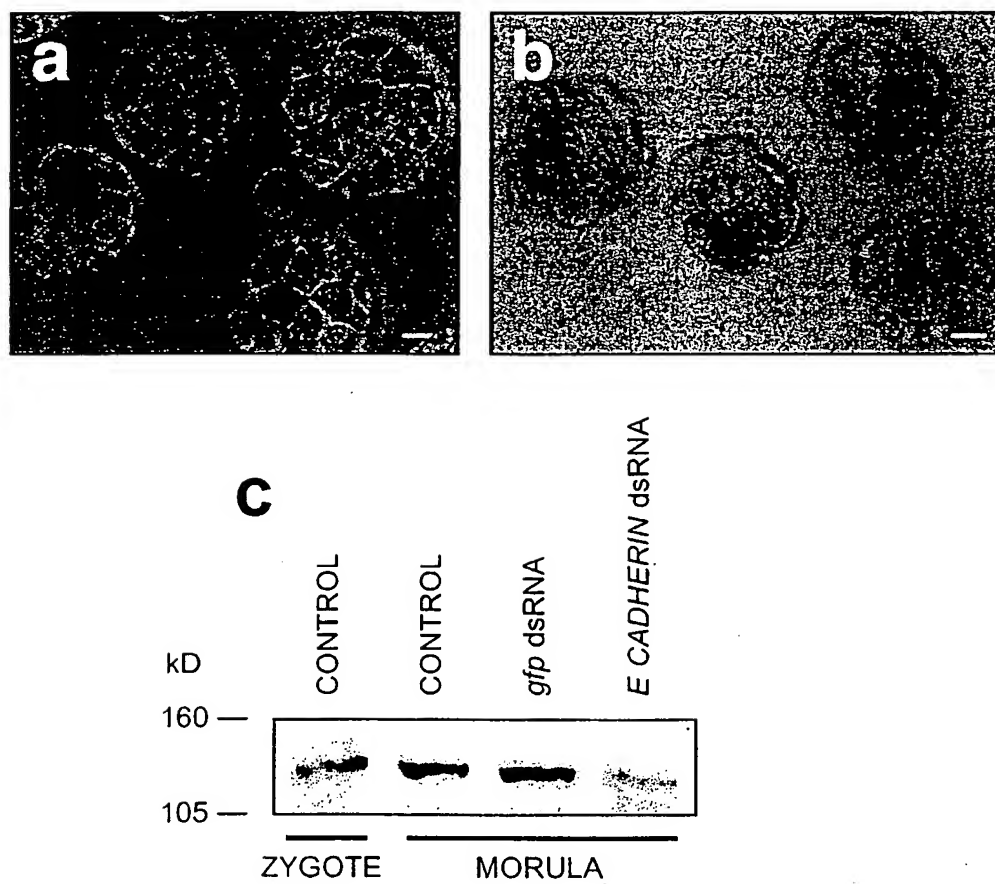 a
b
c
CONTROL
CONTROL
gfp dsRNA
E CADHERIN dsRNA
kD
160
105
ZYGOTE
MORULA